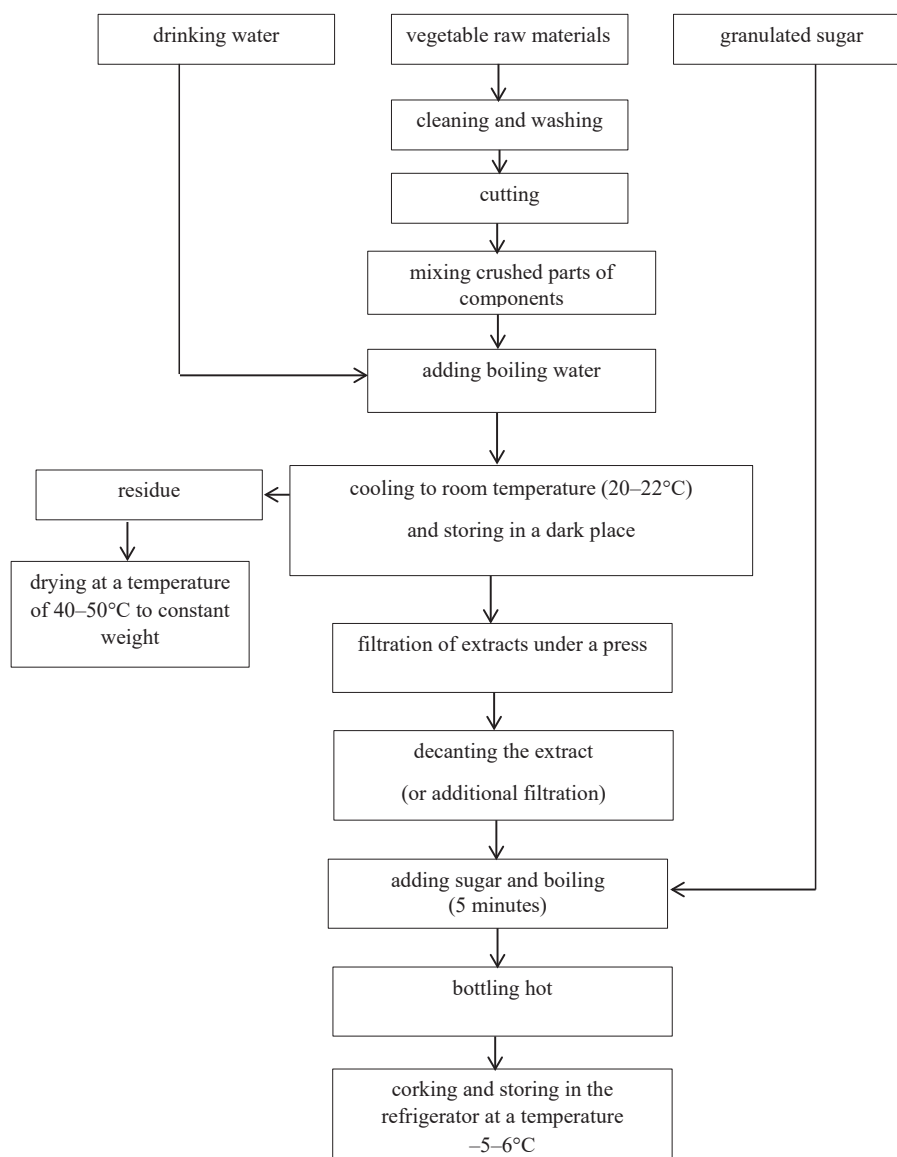 drinking water
vegetable raw materials
granulated sugar
cleaning and washing
cutting
mixing crushed parts of
components
adding boiling water
residue
cooling to room temperature (20–22°C)
and storing in a dark place
drying at a temperature
of 40–50°C to constant
weight
filtration of extracts under a press
decanting the extract
(or additional filtration)
adding sugar and boiling
(5 minutes)
bottling hot
corking and storing in the
refrigerator at a temperature
–5–6°C